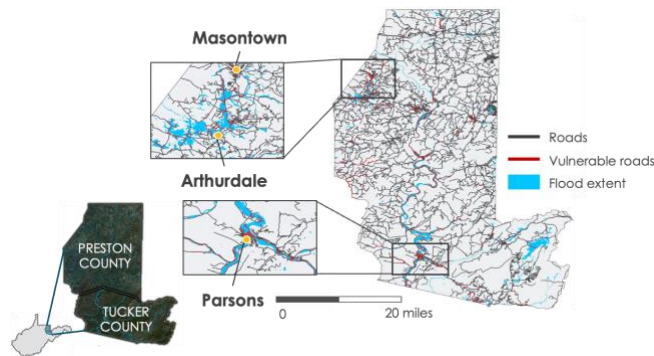 Masontown
Arthurdale
Roads
Vulnerable roads
Flood extent
PRESTON
COUNTY
TUCKER
COUNTY
Parsons
0
20 miles